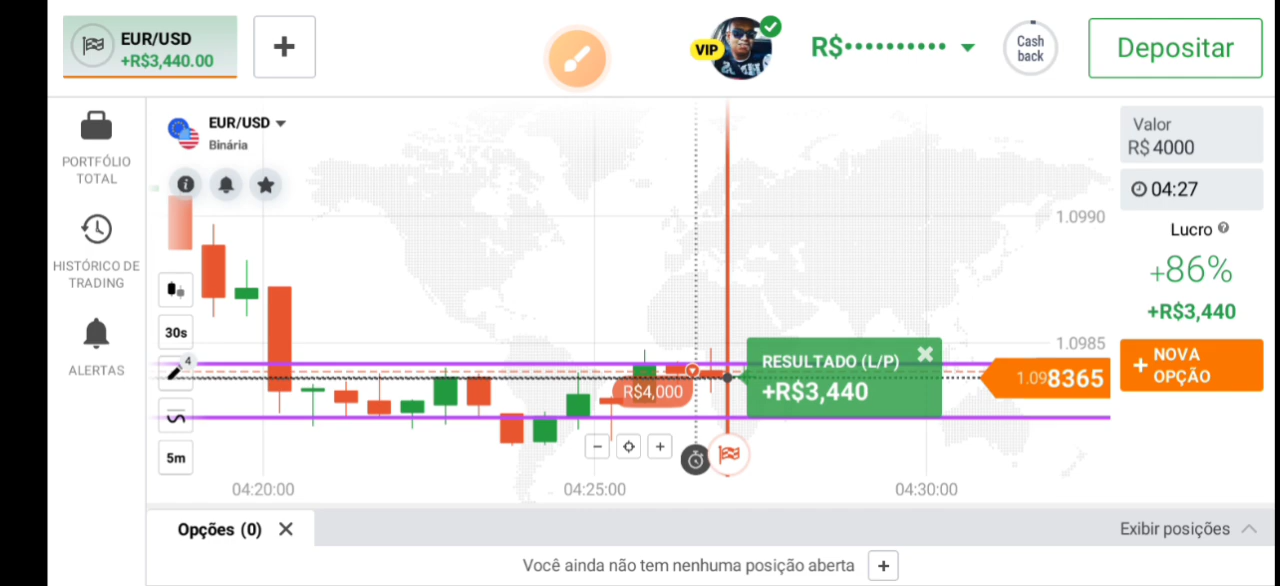 EUR/USD
+R$3,440.00
+
VIP
R$••••••••••
Cash
back
Depositar
PORTFÓLIO
TOTAL
HISTÓRICO DE
TRADING
ALERTAS
EUR/USD
Binária
30s
4
5m
1.0990
1.0985
R$4,000
RESULTADO (L/P)
+R$3,440
1.098365
04:20:00
04:25:00
04:30:00
Valor
R$ 4000
04:27
Lucro
+86%
+R$3,440
+ NOVA
OPÇÃO
Opções (0)
Exibir posições
Você ainda não tem nenhuma posição aberta
+